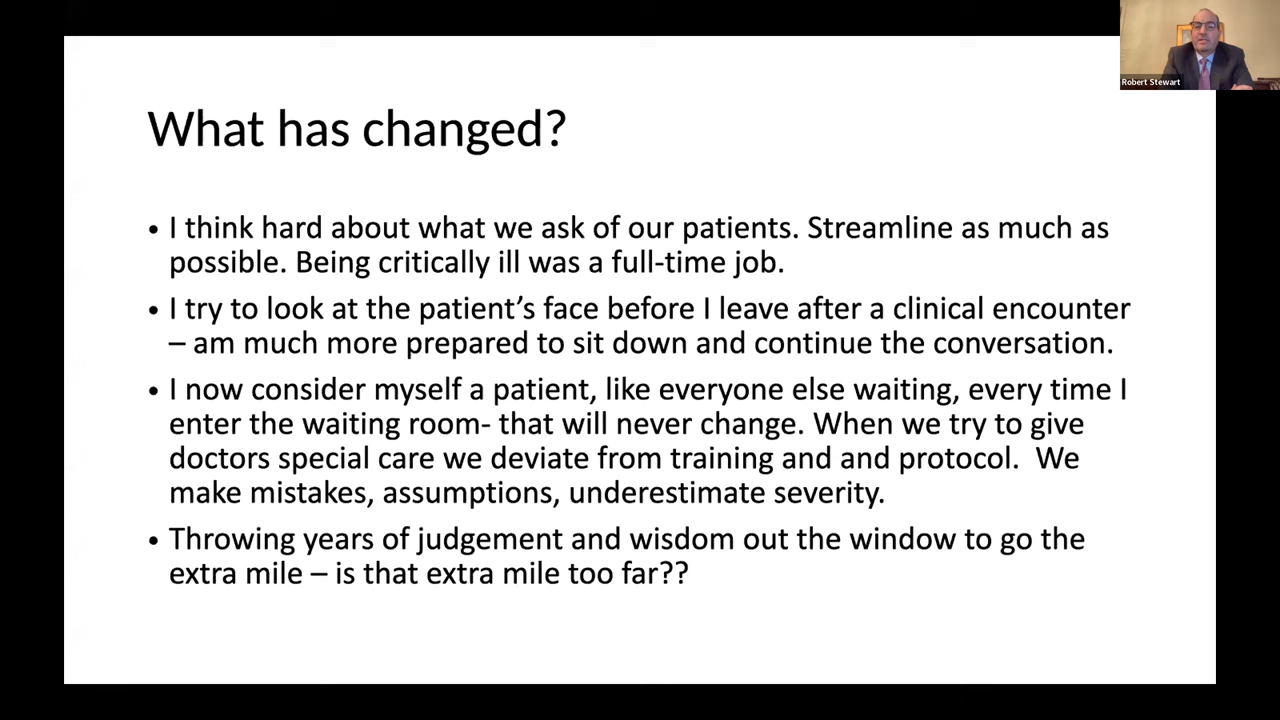 Robert Stewart
What has changed?
• I think hard about what we ask of our patients. Streamline as much as
possible. Being critically ill was a full-time job.
• I try to look at the patient’s face before I leave after a clinical encounter
– am much more prepared to sit down and continue the conversation.
• I now consider myself a patient, like everyone else waiting, every time I
enter the waiting room- that will never change. When we try to give
doctors special care we deviate from training and and protocol.  We
make mistakes, assumptions, underestimate severity.
• Throwing years of judgement and wisdom out the window to go the
extra mile – is that extra mile too far??